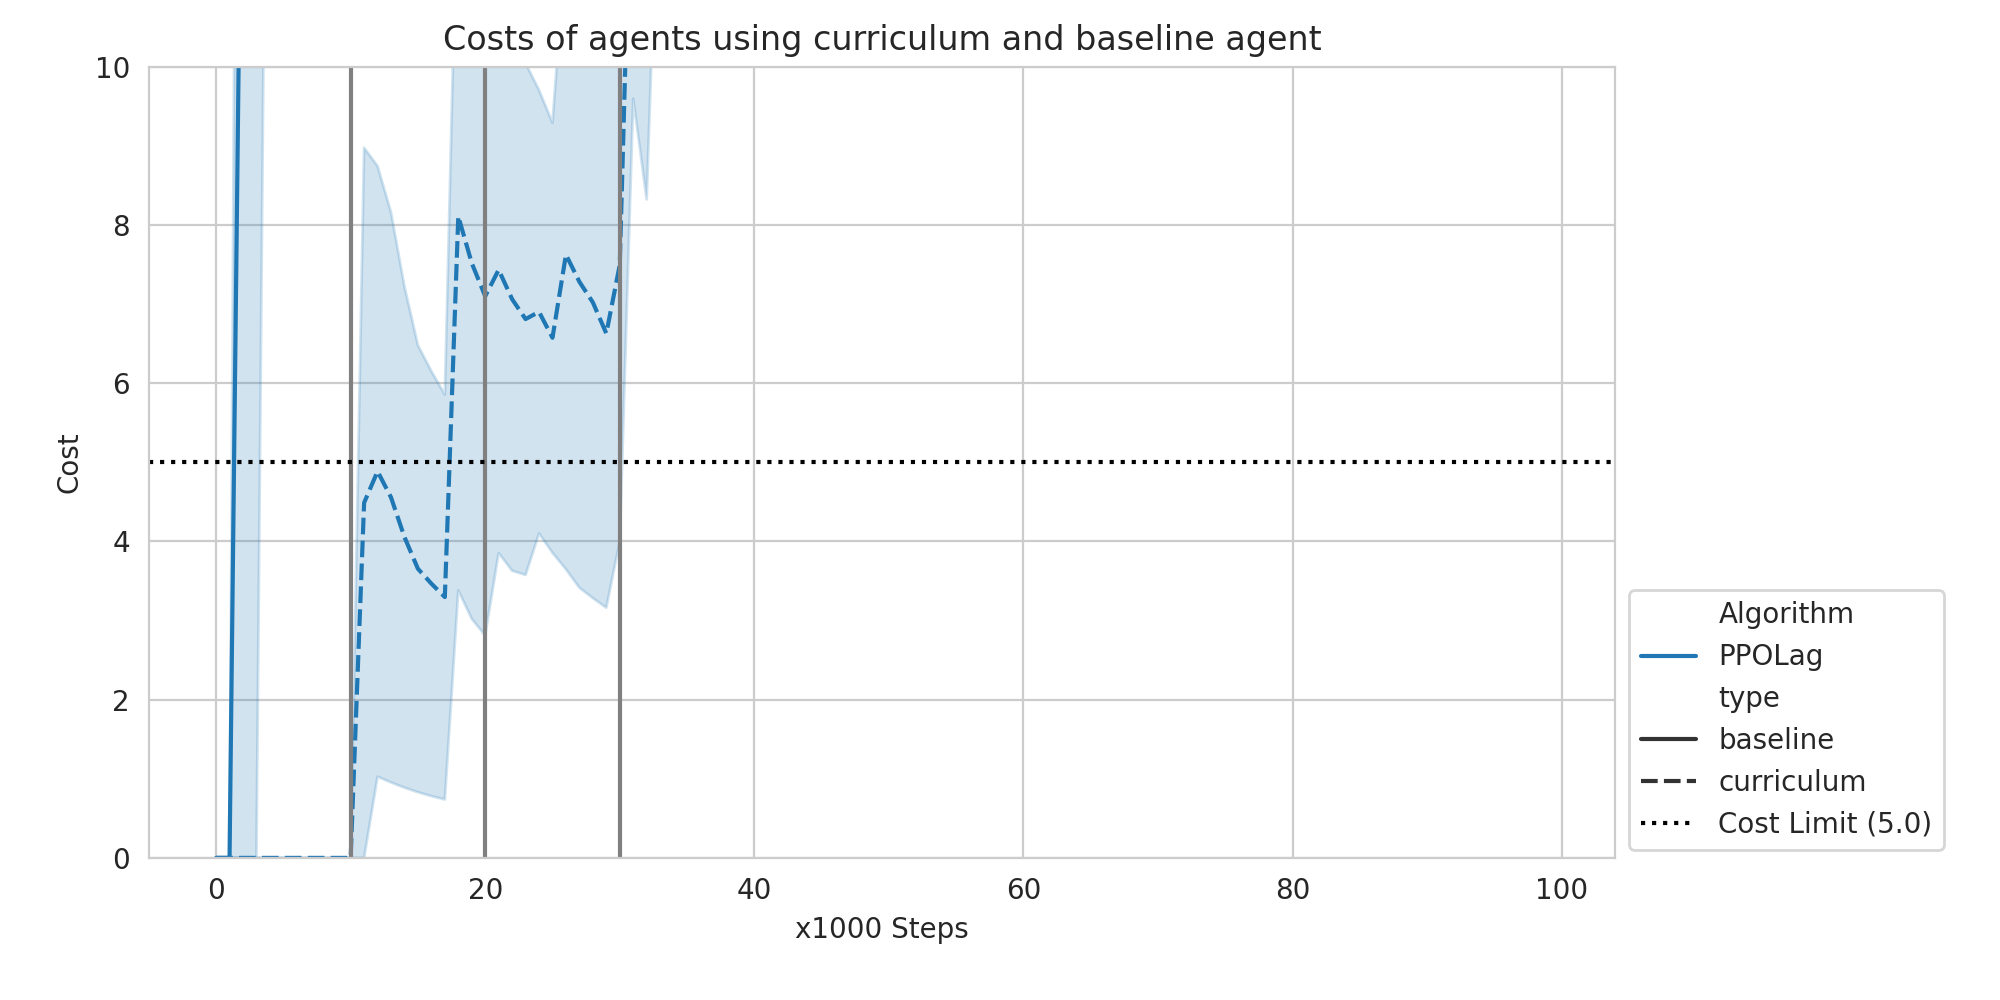 Costs of agents using curriculum and baseline agent
10
8
6
4
2
0
Cost
0 20 40 60 80 100
x1000 Steps
Algorithm
PPOLag
type
baseline
curriculum
Cost Limit (5.0)